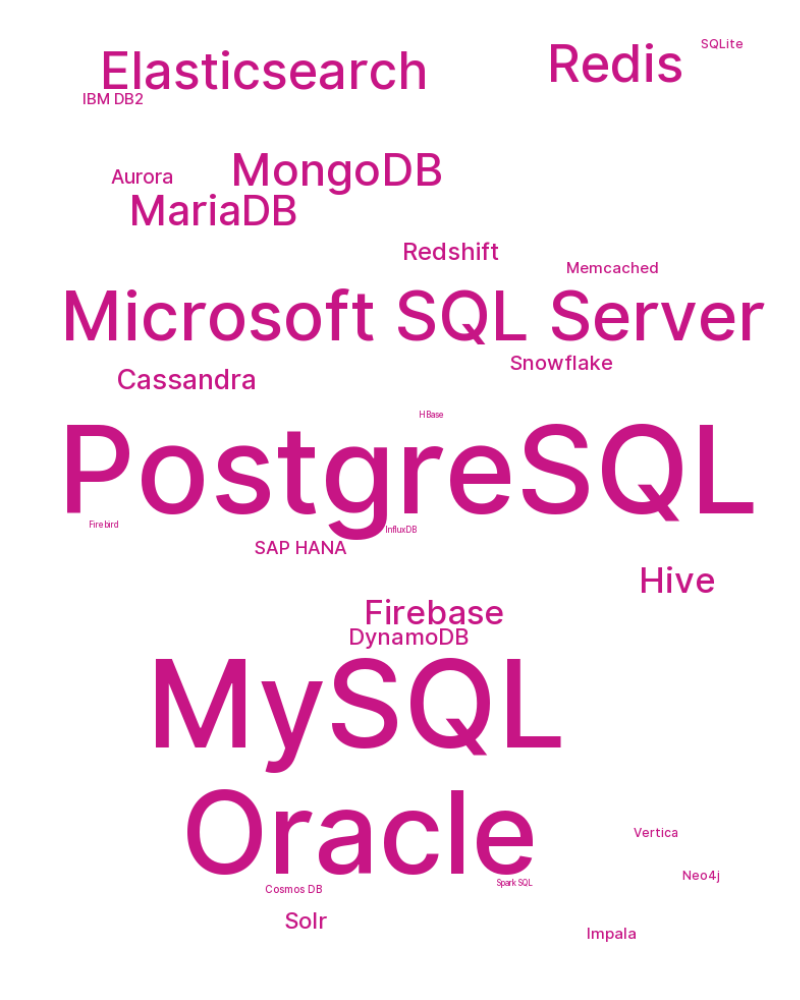 Elasticsearch
Redis
SQLite
IBM DB2
MongoDB
Aurora
MariaDB
Redshift
Memcached
Microsoft SQL Server
Snowflake
Cassandra
HBase
PostgreSQL
Firebird
InfluxDB
SAP HANA
Hive
Firebase
DynamoDB
MySQL
Oracle
Vertica
Neo4j
Spark SQL
Cosmos DB
Solr
Impala